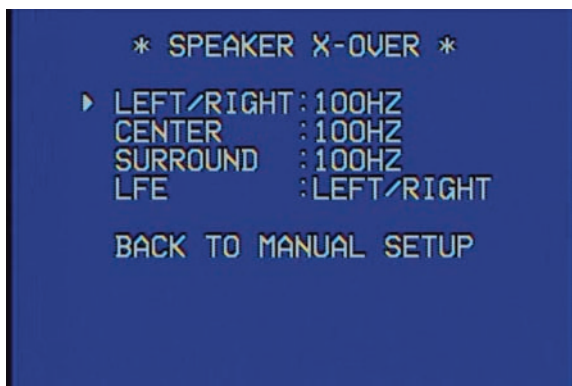 * SPEAKER X-OVER *
LEFT/RIGHT:100HZ
CENTER :100HZ
SURROUND :100HZ
LFE :LEFT/RIGHT
BACK TO MANUAL SETUP